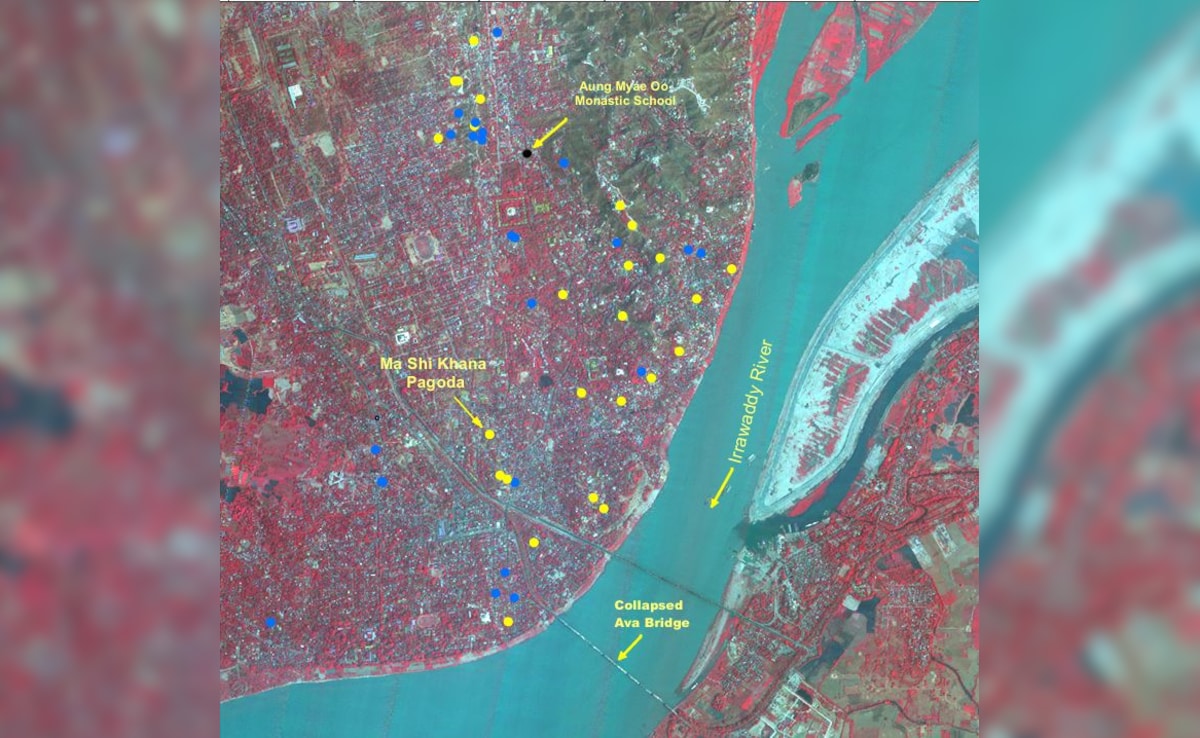 Aung Myae Oo
Monastic School
Ma Shi Khana
Pagoda
Irrawaddy River
Collapsed
Ava Bridge